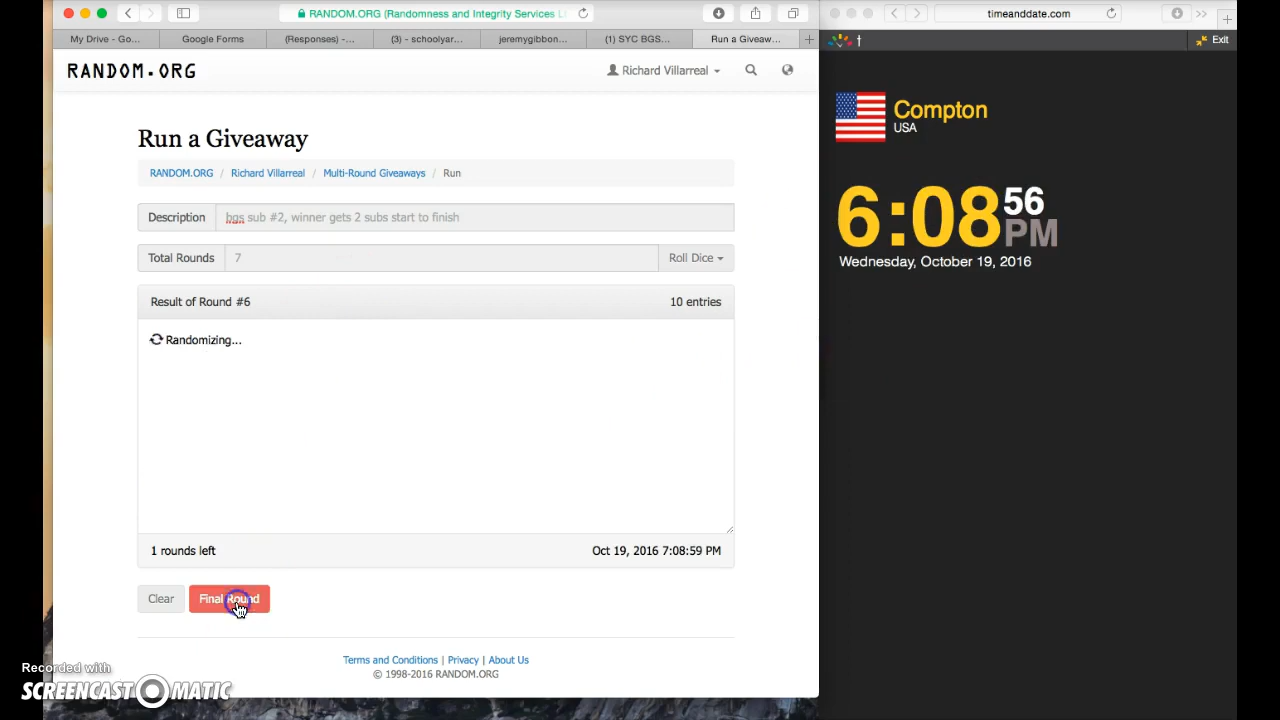 RANDOM.ORG (Randomness and Integrity Services L
timeanddate.com
My Drive - Go...
Google Forms
(Responses) -...
(3) - schoolyar...
jeremygibbon...
(1) SYC BGS...
Run a Giveaw...
Exit
RANDOM.ORG
Richard Villarreal
Compton
USA
Run a Giveaway
RANDOM.ORG / Richard Villarreal / Multi-Round Giveaways / Run
Description bgs sub #2, winner gets 2 subs start to finish
6:08 56 PM
Wednesday, October 19, 2016
Total Rounds 7 Roll Dice
Result of Round #6 10 entries
Randomizing...
1 rounds left Oct 19, 2016 7:08:59 PM
Clear Final Round
Terms and Conditions | Privacy | About Us
© 1998-2016 RANDOM.ORG
Recorded with
SCREENCAST-O-MATIC